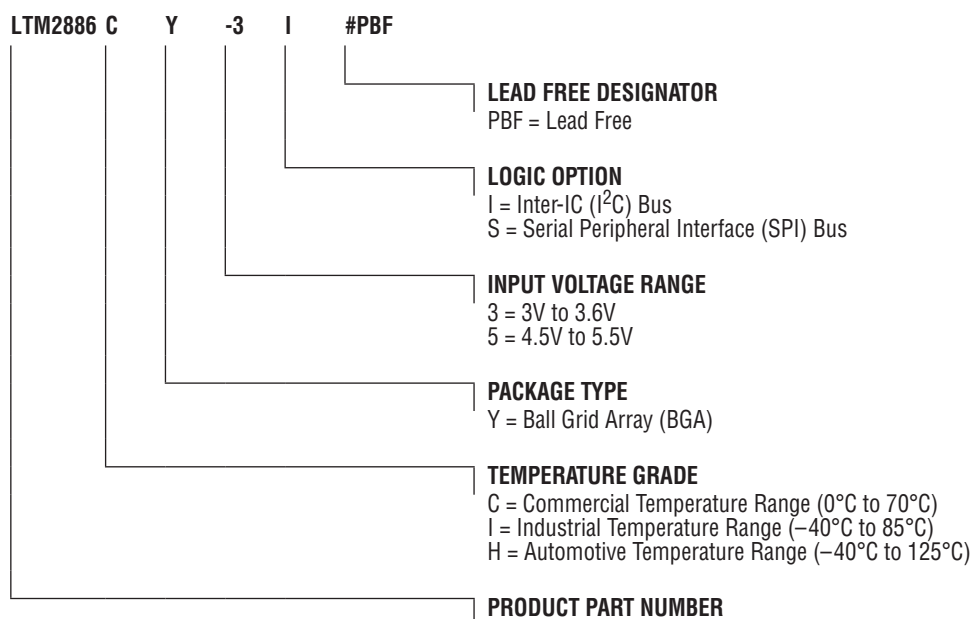 LTM2886 C Y -3 I #PBF
LEAD FREE DESIGNATOR
PBF = Lead Free
LOGIC OPTION
I = Inter-IC (I²C) Bus
S = Serial Peripheral Interface (SPI) Bus
INPUT VOLTAGE RANGE
3 = 3V to 3.6V
5 = 4.5V to 5.5V
PACKAGE TYPE
Y = Ball Grid Array (BGA)
TEMPERATURE GRADE
C = Commercial Temperature Range (0°C to 70°C)
I = Industrial Temperature Range (–40°C to 85°C)
H = Automotive Temperature Range (–40°C to 125°C)
PRODUCT PART NUMBER